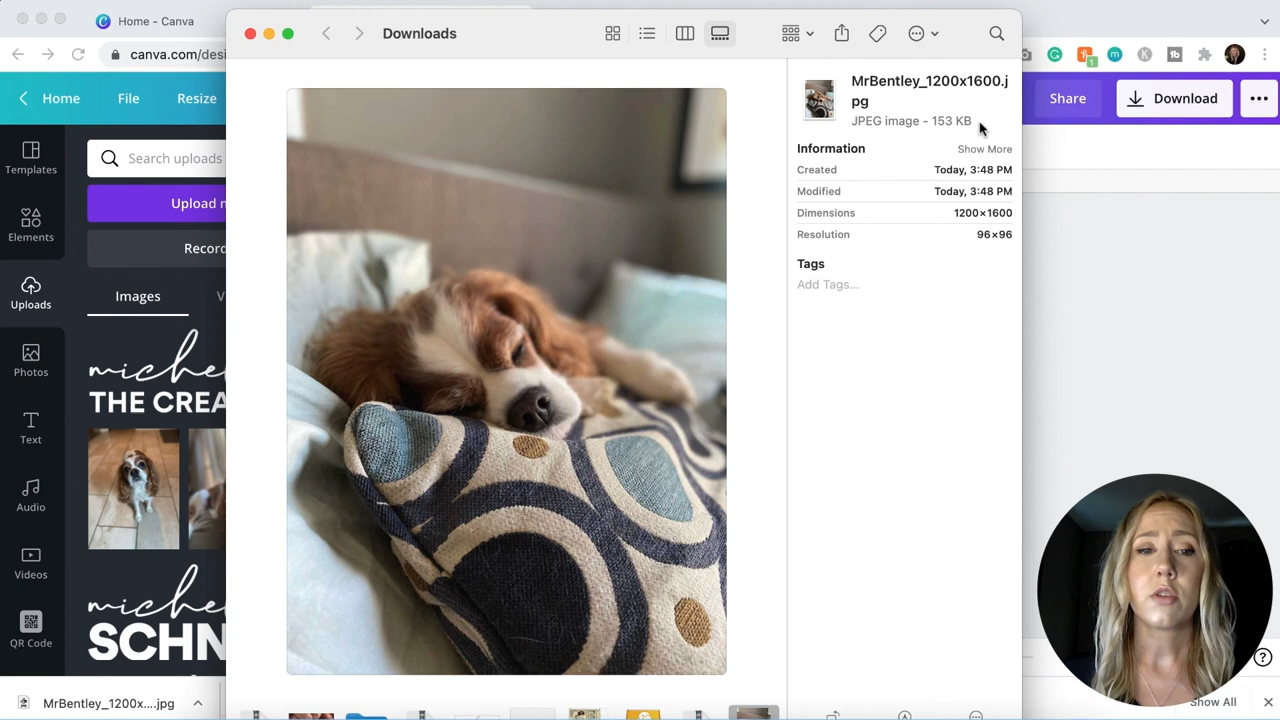 Home - Canva
Downloads
canva.com/desi
Home
File
Resize
Share
Download
Templates
Elements
Uploads
Photos
Text
Audio
Videos
QR Code
Search uploads
Upload
Recor
Images
V
THE CREA
SCHN
MrBentley_1200x1600.j
pg
JPEG image - 153 KB
Information
Show More
Created
Today, 3:48 PM
Modified
Today, 3:48 PM
Dimensions
1200×1600
Resolution
96×96
Tags
Add Tags...
1
MrBentley_1200x....jpg
Show All